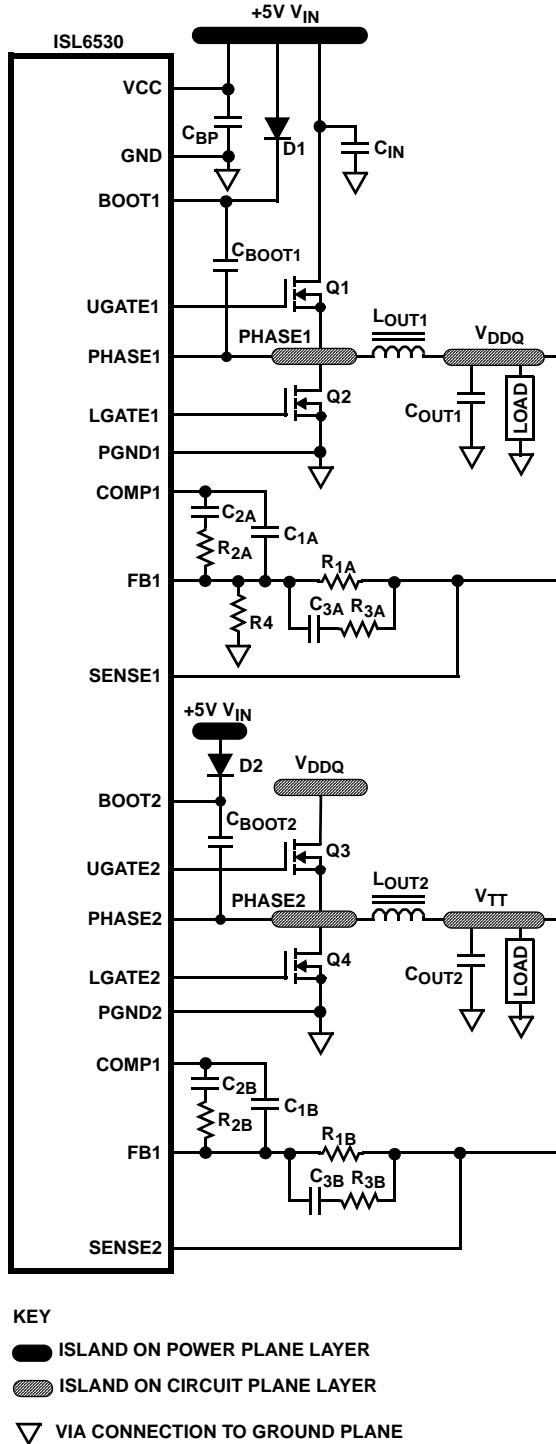 +5V VIN
ISL6530
VCC
CBP
D1
CIN
GND
BOOT1
CBOOT1
Q1
UGATE1
LOUT1
PHASE1
PHASE1
VDDQ
Q2
COUT1
LOAD
LGATE1
PGND1
COMP1
C2A
C1A
R2A
R1A
FB1
C3A R3A
R4
SENSE1
+5V VIN
D2
VDDQ
BOOT2
CBOOT2
Q3
UGATE2
LOUT2
PHASE2
PHASE2
VTT
Q4
COUT2
LOAD
LGATE2
PGND2
COMP1
C2B
C1B
R2B
R1B
FB1
C3B R3B
SENSE2
KEY
ISLAND ON POWER PLANE LAYER
ISLAND ON CIRCUIT PLANE LAYER
VIA CONNECTION TO GROUND PLANE